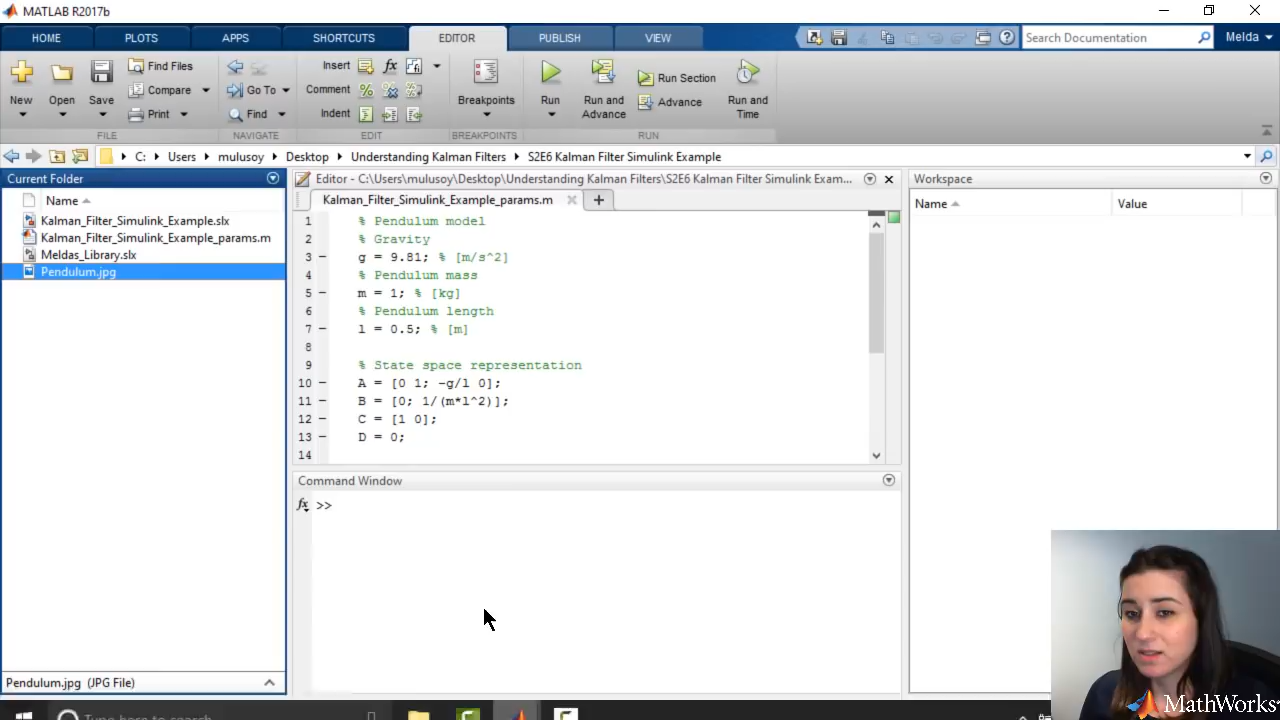 MATLAB R2017b
HOME PLOTS APPS SHORTCUTS EDITOR PUBLISH VIEW Search Documentation Melda
New Open Save Find Files Compare Print
Go To Find
Insert fx
Comment % %
Indent
Breakpoints
Run Run and Advance Run Section Advance Run and Time
FILE NAVIGATE EDIT BREAKPOINTS RUN
C: Users mulusoy Desktop Understanding Kalman Filters S2E6 Kalman Filter Simulink Example
Current Folder
Name
Kalman_Filter_Simulink_Example.slx
Kalman_Filter_Simulink_Example_params.m
Meldas_Library.slx
Pendulum.jpg
Pendulum.jpg (JPG File)
Editor - C:\Users\mulusoy\Desktop\Understanding Kalman Filters\S2E6 Kalman Filter Simulink Exam...
Kalman_Filter_Simulink_Example_params.m
1 % Pendulum model
2 % Gravity
3 – g = 9.81; % [m/s^2]
4 % Pendulum mass
5 – m = 1; % [kg]
6 % Pendulum length
7 – l = 0.5; % [m]
8
9 % State space representation
10 – A = [0 1; -g/l 0];
11 – B = [0; 1/(m*l^2)];
12 – C = [1 0];
13 – D = 0;
14
Command Window
fx >>
Workspace
Name Value
MathWorks
Type here to search